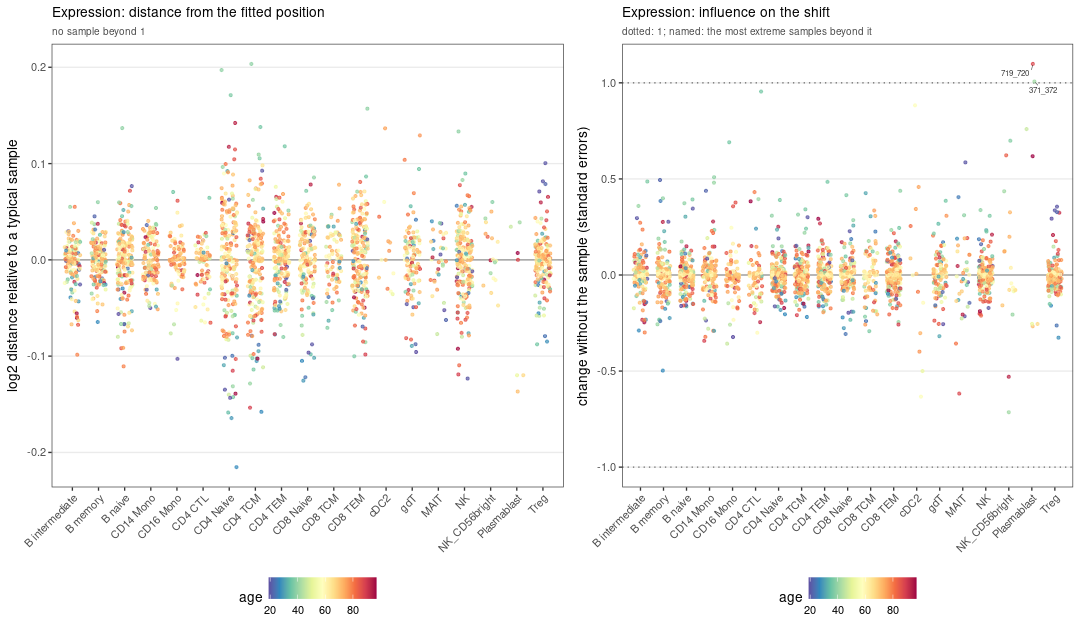 Expression: distance from the fitted position
no sample beyond 1
log2 distance relative to a typical sample
0.2
0.1
0.0
-0.1
-0.2
B intermediate
B memory
B naive
CD14 Mono
CD16 Mono
CD4 CTL
CD4 Naive
CD4 TCM
CD4 TEM
CD8 Naive
CD8 TCM
CD8 TEM
cDC2
gdT
MAIT
NK
NK_CD56bright
Plasmablast
Treg
age
20 40 60 80
Expression: influence on the shift
dotted: 1; named: the most extreme samples beyond it
change without the sample (standard errors)
1.0
0.5
0.0
-0.5
-1.0
719_720
371_372
B intermediate
B memory
B naive
CD14 Mono
CD16 Mono
CD4 CTL
CD4 Naive
CD4 TCM
CD4 TEM
CD8 Naive
CD8 TCM
CD8 TEM
cDC2
gdT
MAIT
NK
NK_CD56bright
Plasmablast
Treg
age
20 40 60 80